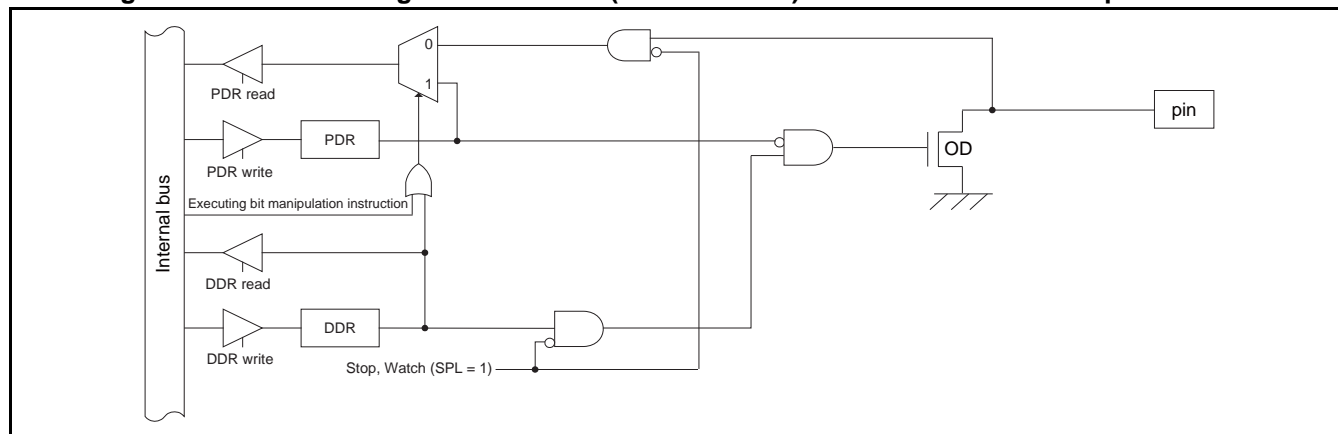 0
1
PDR read
PDR
PDR write
pin
OD
Executing bit manipulation instruction
Internal bus
DDR read
DDR
DDR write
Stop, Watch (SPL = 1)